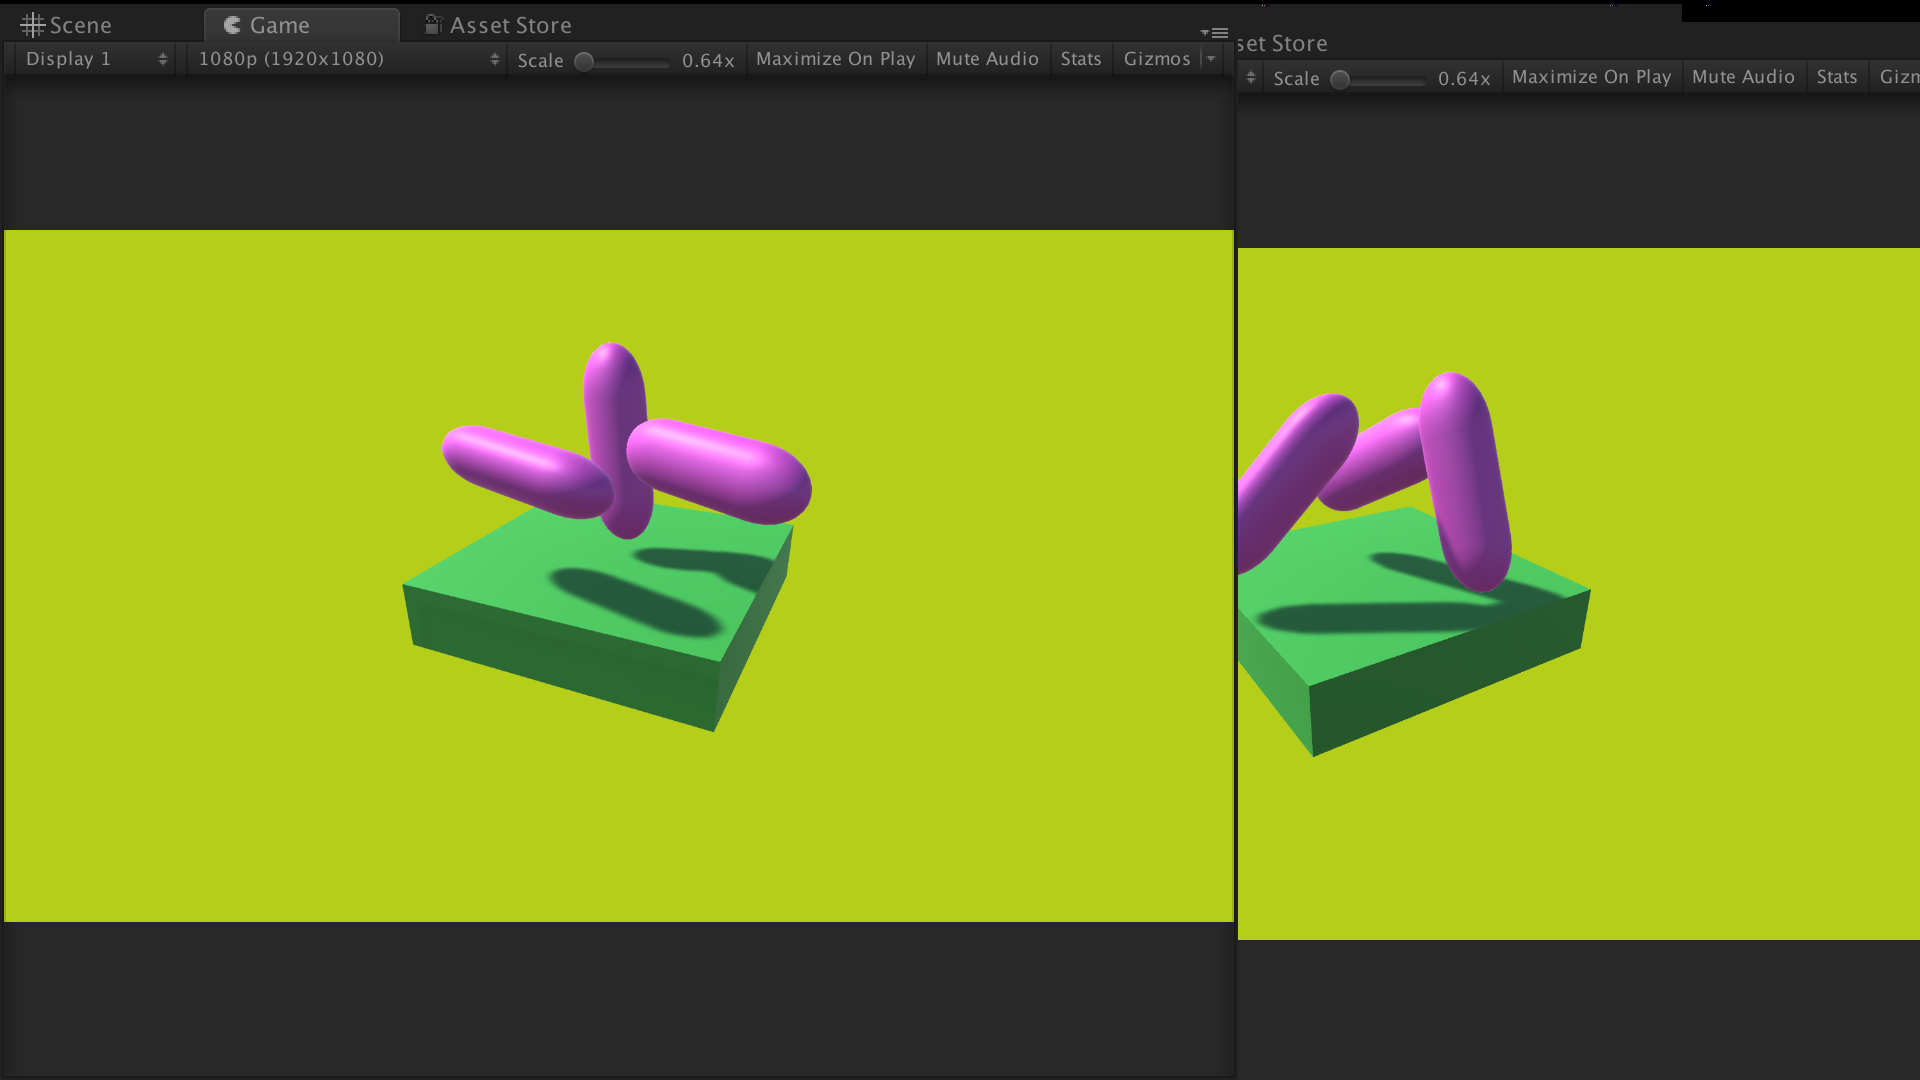 Scene Game Asset Store
Display 1 1080p (1920x1080) Scale 0.64x Maximize On Play Mute Audio Stats Gizmos
set Store
Scale 0.64x Maximize On Play Mute Audio Stats Gizm